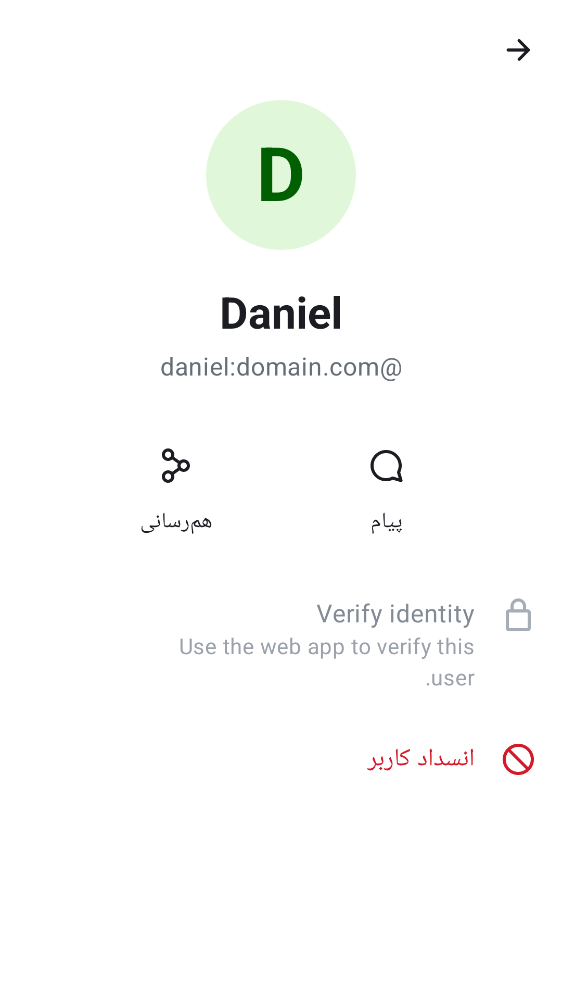 D
Daniel
daniel:domain.com@
پیام
هم‌رسانی
Verify identity
Use the web app to verify this
.user
انسداد کاربر